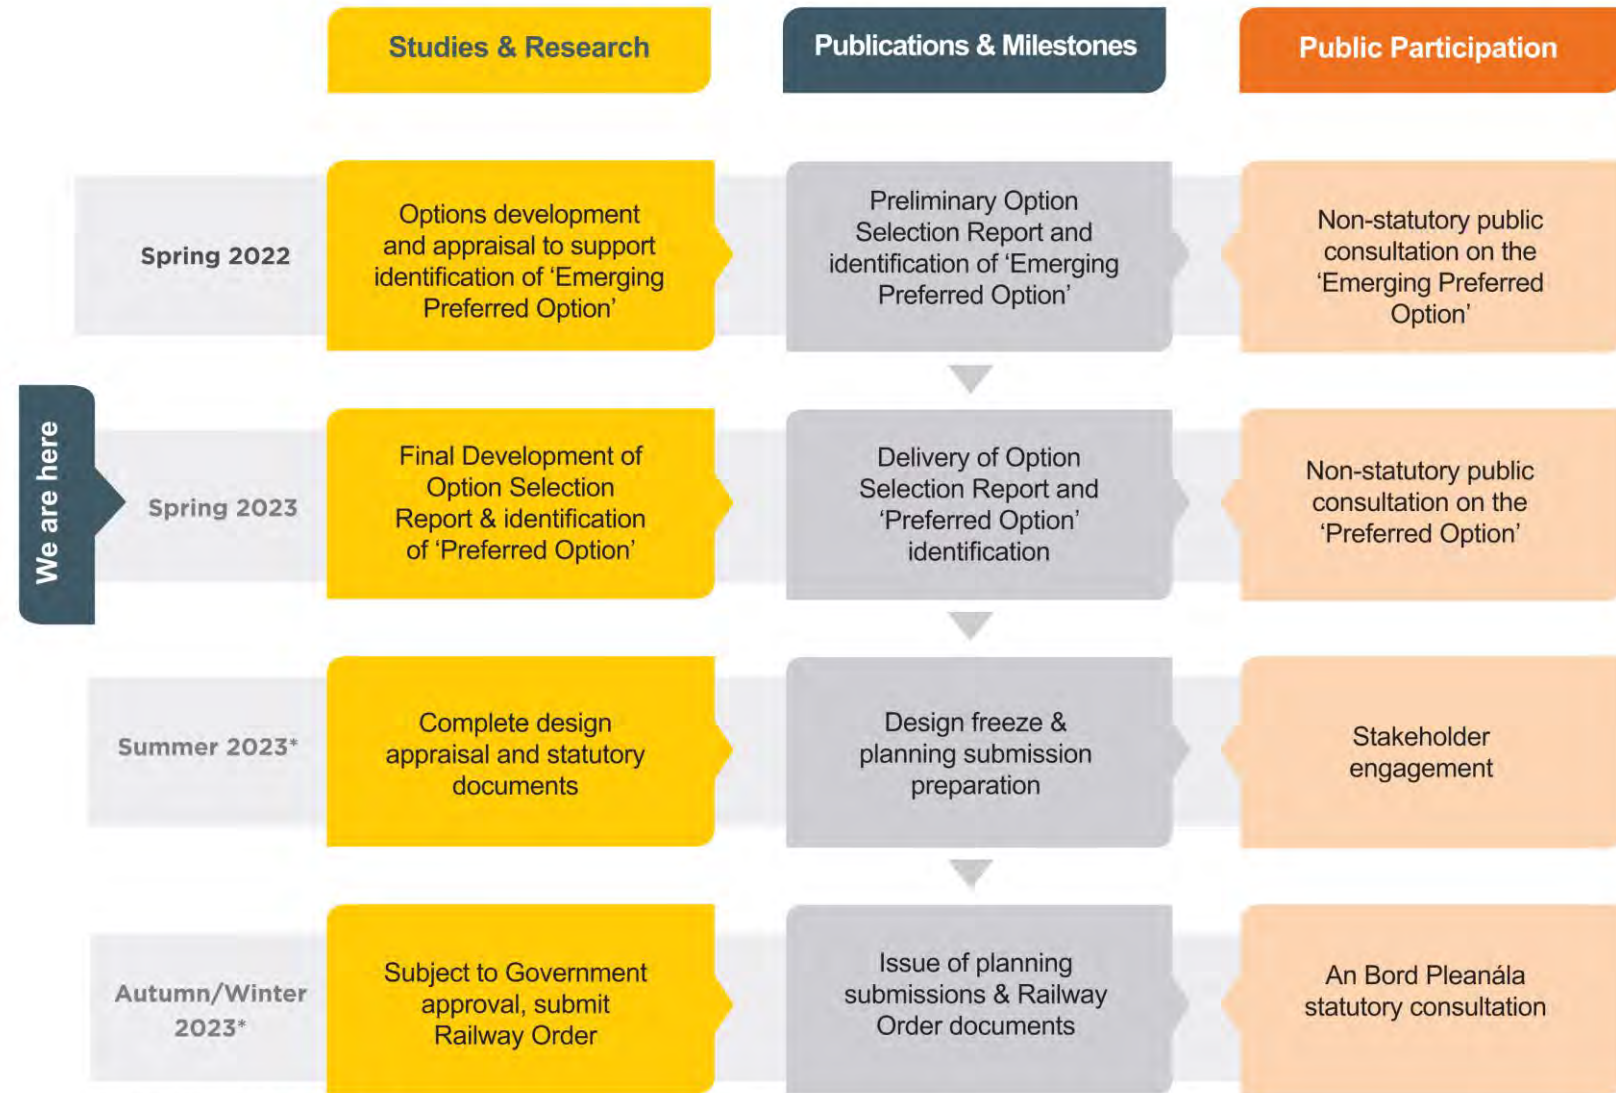 Studies & Research
Publications & Milestones
Public Participation
Spring 2022
Options development
and appraisal to support
identification of ‘Emerging
Preferred Option’
Preliminary Option
Selection Report and
identification of ‘Emerging
Preferred Option’
Non-statutory public
consultation on the
‘Emerging Preferred
Option’
We are here
Spring 2023
Final Development of
Option Selection
Report & identification
of ‘Preferred Option’
Delivery of Option
Selection Report and
‘Preferred Option’
identification
Non-statutory public
consultation on the
‘Preferred Option’
Summer 2023*
Complete design
appraisal and statutory
documents
Design freeze &
planning submission
preparation
Stakeholder
engagement
Autumn/Winter
2023*
Subject to Government
approval, submit
Railway Order
Issue of planning
submissions & Railway
Order documents
An Bord Pleanála
statutory consultation